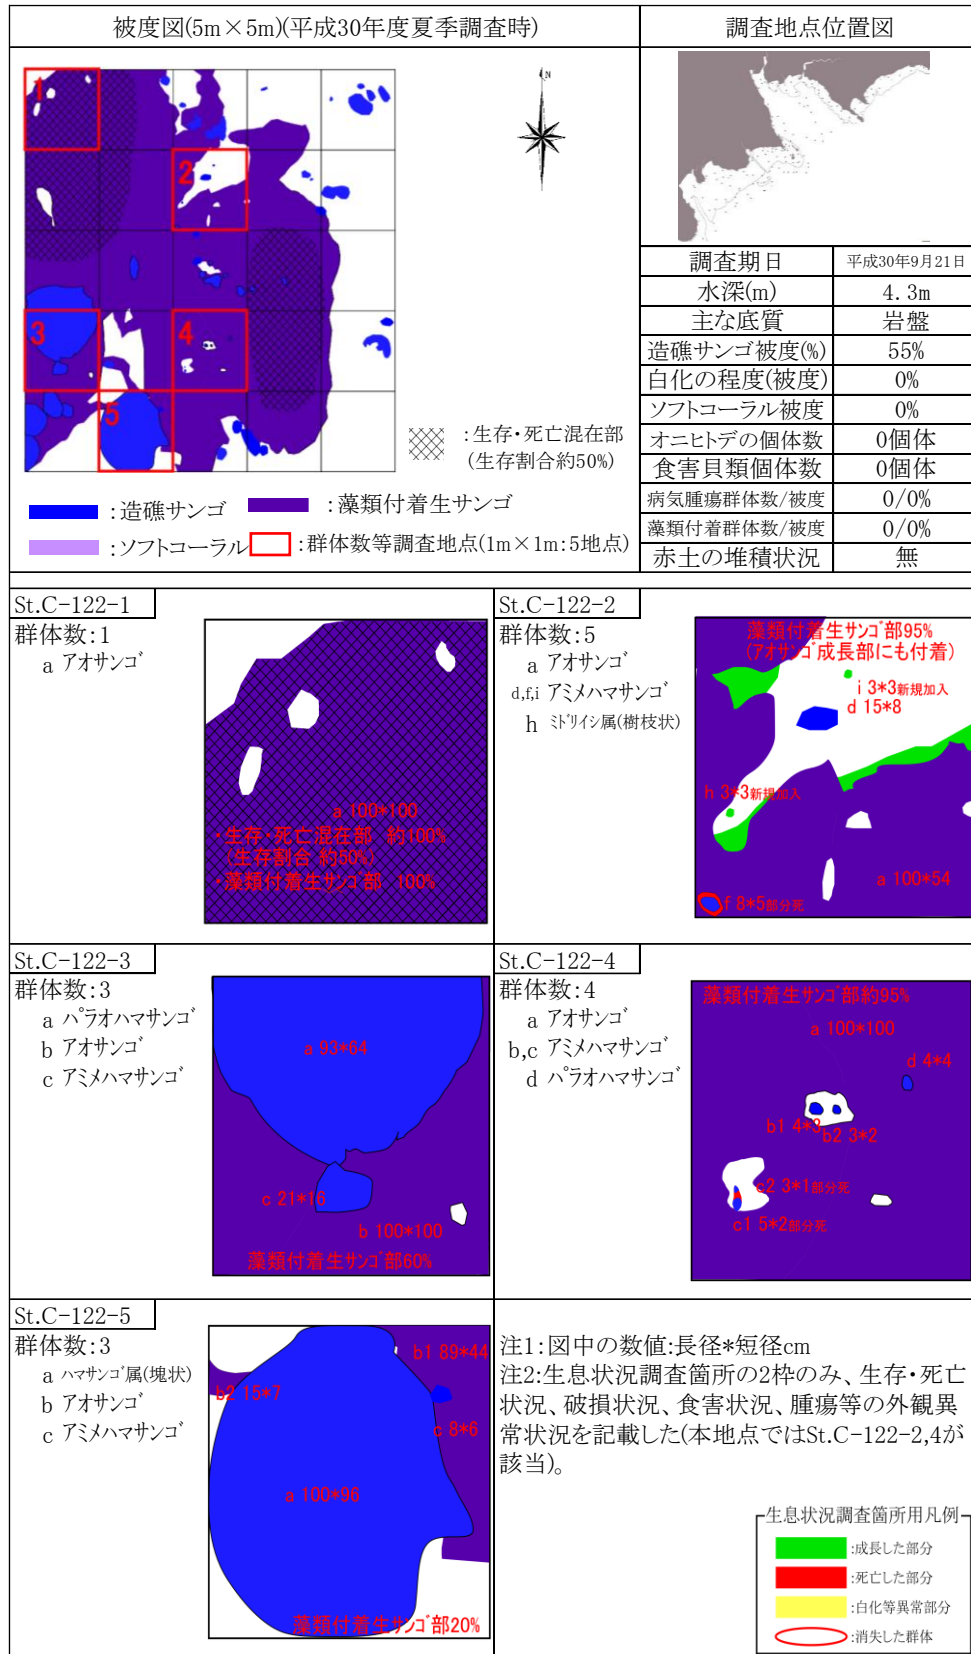 被度図(5m×5m)(平成30年度夏季調査時)
調査地点位置図
1
2
3
4
5
N
:生存・死亡混在部
(生存割合約50%)
:造礁サンゴ
:藻類付着生サンゴ
:ソフトコーラル
:群体数等調査地点(1m×1m:5地点)
調査期日 平成30年9月21日
水深(m) 4.3m
主な底質 岩盤
造礁サンゴ被度(%) 55%
白化の程度(被度) 0%
ソフトコーラル被度 0%
オニヒトデの個体数 0個体
食害貝類個体数 0個体
病気腫瘍群体数/被度 0/0%
藻類付着群体数/被度 0/0%
赤土の堆積状況 無
St.C-122-1
群体数:1
a アオサンゴ
a 100*100
・生存・死亡混在部 約100%
(生存割合 約50%)
・藻類付着生サンゴ部 100%
St.C-122-2
群体数:5
a アオサンゴ
d,f,i アミメハマサンゴ
h ミドリイシ属(樹枝状)
藻類付着生サンゴ部95%
(アオサンゴ成長部にも付着)
i 3*3新規加入
d 15*8
h 3*3新規加入
a 100*54
f 8*5部分死
St.C-122-3
群体数:3
a パラオハマサンゴ
b アオサンゴ
c アミメハマサンゴ
a 93*64
c 21*16
b 100*100
藻類付着生サンゴ部60%
St.C-122-4
群体数:4
a アオサンゴ
b,c アミメハマサンゴ
d パラオハマサンゴ
藻類付着生サンゴ部約95%
a 100*100
d 4*4
b1 4*3
b2 3*2
c2 3*1部分死
c1 5*2部分死
St.C-122-5
群体数:3
a ハマサンゴ属(塊状)
b アオサンゴ
c アミメハマサンゴ
b1 89*44
b2 15*7
c 8*6
a 100*96
藻類付着生サンゴ部20%
注1:図中の数値:長径*短径cm
注2:生息状況調査箇所の2枠のみ、生存・死亡
状況、破損状況、食害状況、腫瘍等の外観異
常状況を記載した(本地点ではSt.C-122-2,4が
該当)。
生息状況調査箇所用凡例
:成長した部分
:死亡した部分
:白化等異常部分
:消失した群体